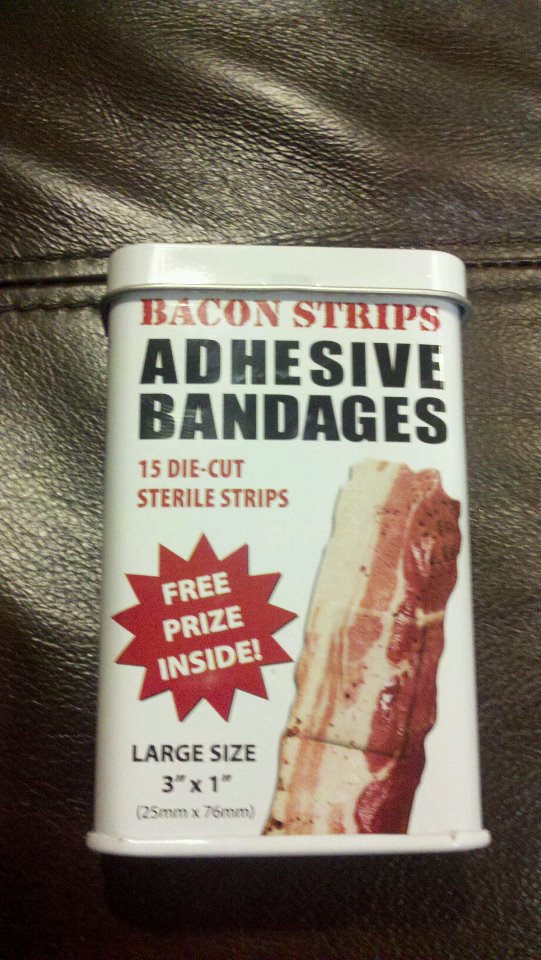 BACON STRIPS
ADHESIVE
BANDAGES
15 DIE-CUT
STERILE STRIPS
FREE
PRIZE
INSIDE!
LARGE SIZE
3" x 1"
(25mm x 76mm)